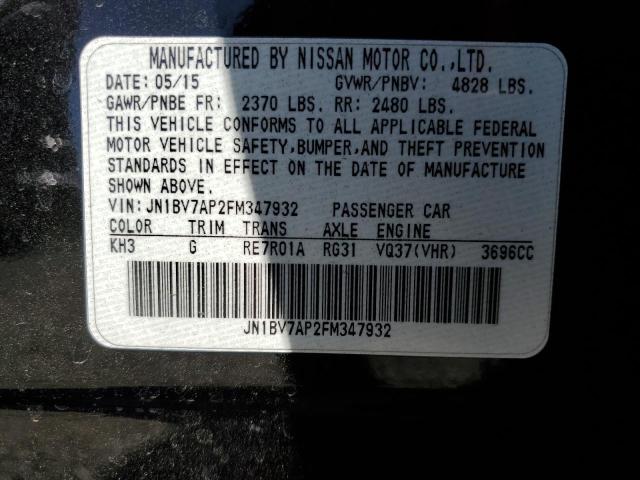 MANUFACTURED BY NISSAN MOTOR CO.,LTD.
DATE: 05/15 GVWR/PNBV: 4828 LBS.
GAWR/PNBE FR: 2370 LBS. RR: 2480 LBS.
THIS VEHICLE CONFORMS TO ALL APPLICABLE FEDERAL
MOTOR VEHICLE SAFETY,BUMPER,AND THEFT PREVENTION
STANDARDS IN EFFECT ON THE DATE OF MANUFACTURE
SHOWN ABOVE.
VIN: JN1BV7AP2FM347932 PASSENGER CAR
COLOR TRIM TRANS AXLE ENGINE
KH3 G RE7R01A RG31 VQ37(VHR) 3696CC
JN1BV7AP2FM347932